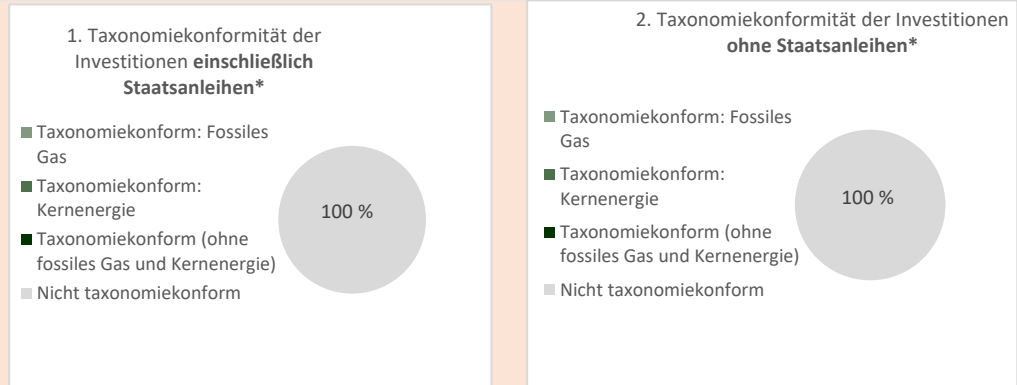 1. Taxonomiekonformität der
Investitionen einschließlich
Staatsanleihen*
Taxonomiekonform: Fossiles
Gas
Taxonomiekonform:
Kernenergie
Taxonomiekonform (ohne
fossiles Gas und Kernenergie)
Nicht taxonomiekonform
100 %
2. Taxonomiekonformität der Investitionen
ohne Staatsanleihen*
Taxonomiekonform: Fossiles
Gas
Taxonomiekonform:
Kernenergie
Taxonomiekonform (ohne
fossiles Gas und Kernenergie)
Nicht taxonomiekonform
100 %